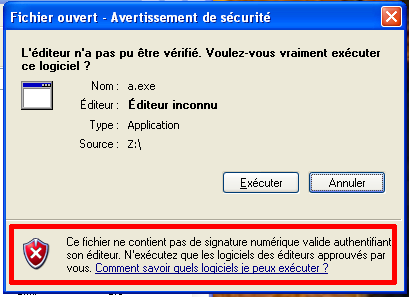 Fichier ouvert - Avertissement de sécurité
L'éditeur n'a pas pu être vérifié. Voulez-vous vraiment exécuter
ce logiciel ?
Nom : a.exe
Éditeur : Éditeur inconnu
Type : Application
Source : Z:\
Exécuter Annuler
Ce fichier ne contient pas de signature numérique valide authentifiant
son éditeur. N'exécutez que les logiciels des éditeurs approuvés par
vous. Comment savoir quels logiciels je peux exécuter ?